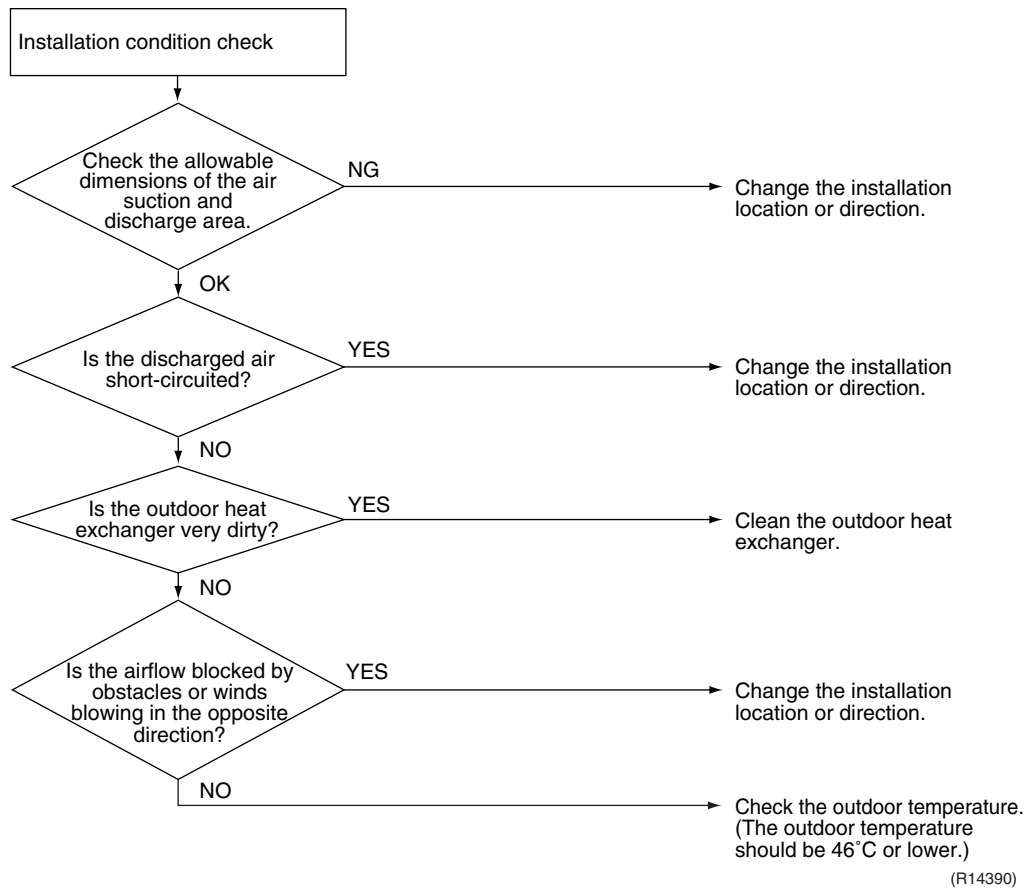 Installation condition check
Check the allowable
dimensions of the air
suction and
discharge area.
NG
Change the installation
location or direction.
OK
Is the discharged air
short-circuited?
YES
Change the installation
location or direction.
NO
Is the outdoor heat
exchanger very dirty?
YES
Clean the outdoor heat
exchanger.
NO
Is the airflow blocked by
obstacles or winds
blowing in the opposite
direction?
YES
Change the installation
location or direction.
NO
Check the outdoor temperature.
(The outdoor temperature
should be 46˚C or lower.)
(R14390)